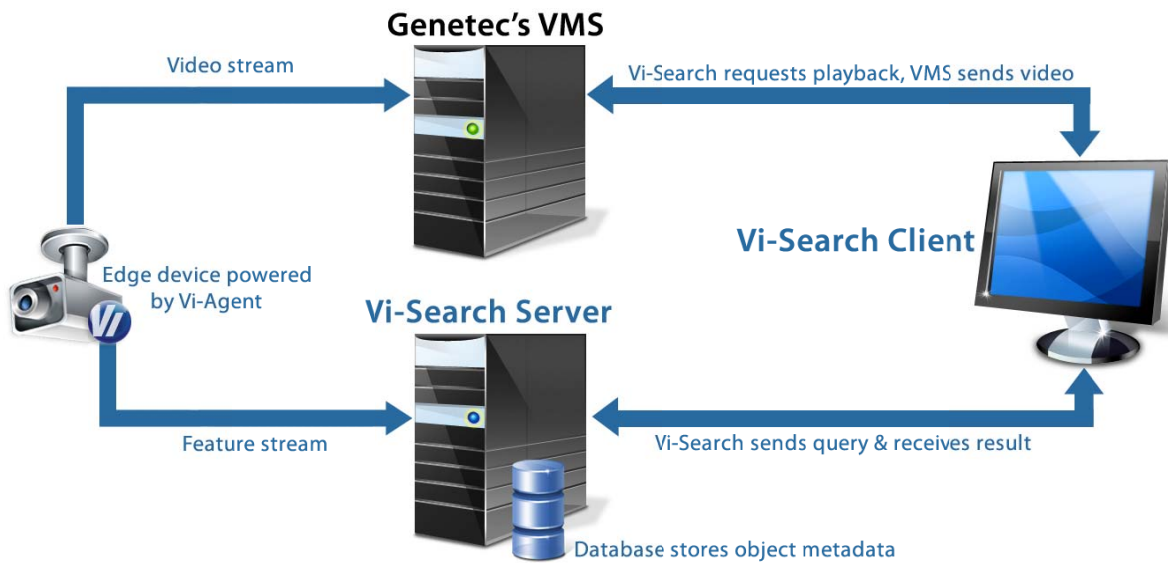 Genetec's VMS
Video stream
Vi-Search requests playback, VMS sends video
Vi-Search Client
Edge device powered
by Vi-Agent
Vi
Vi-Search Server
Feature stream
Vi-Search sends query & receives result
Database stores object metadata